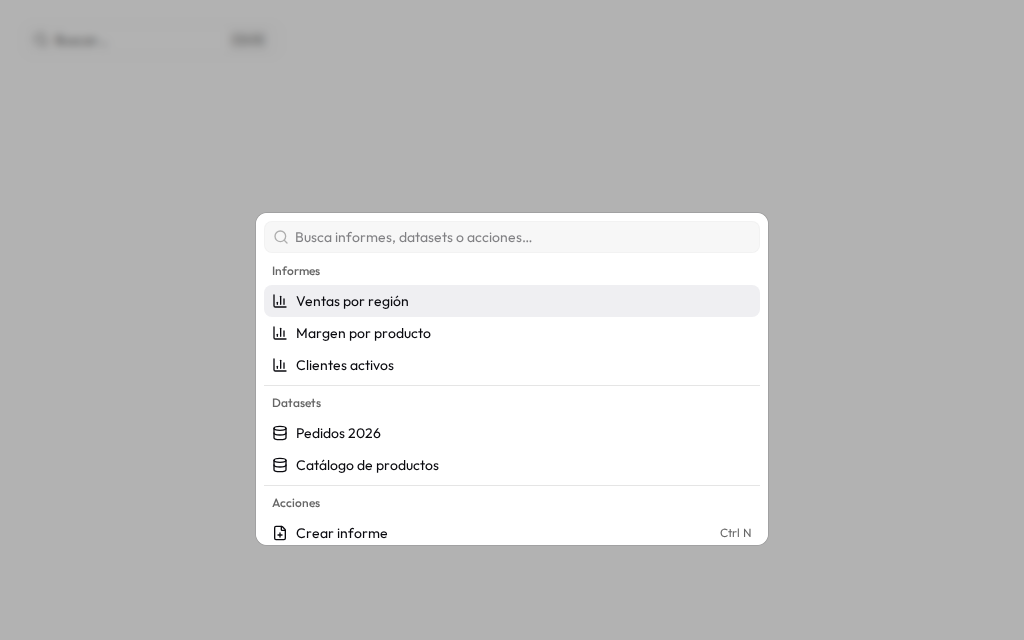 Buscar...
Busca informes, datasets o acciones...
Informes
Ventas por región
Margen por producto
Clientes activos
Datasets
Pedidos 2026
Catálogo de productos
Acciones
Crear informe Ctrl N